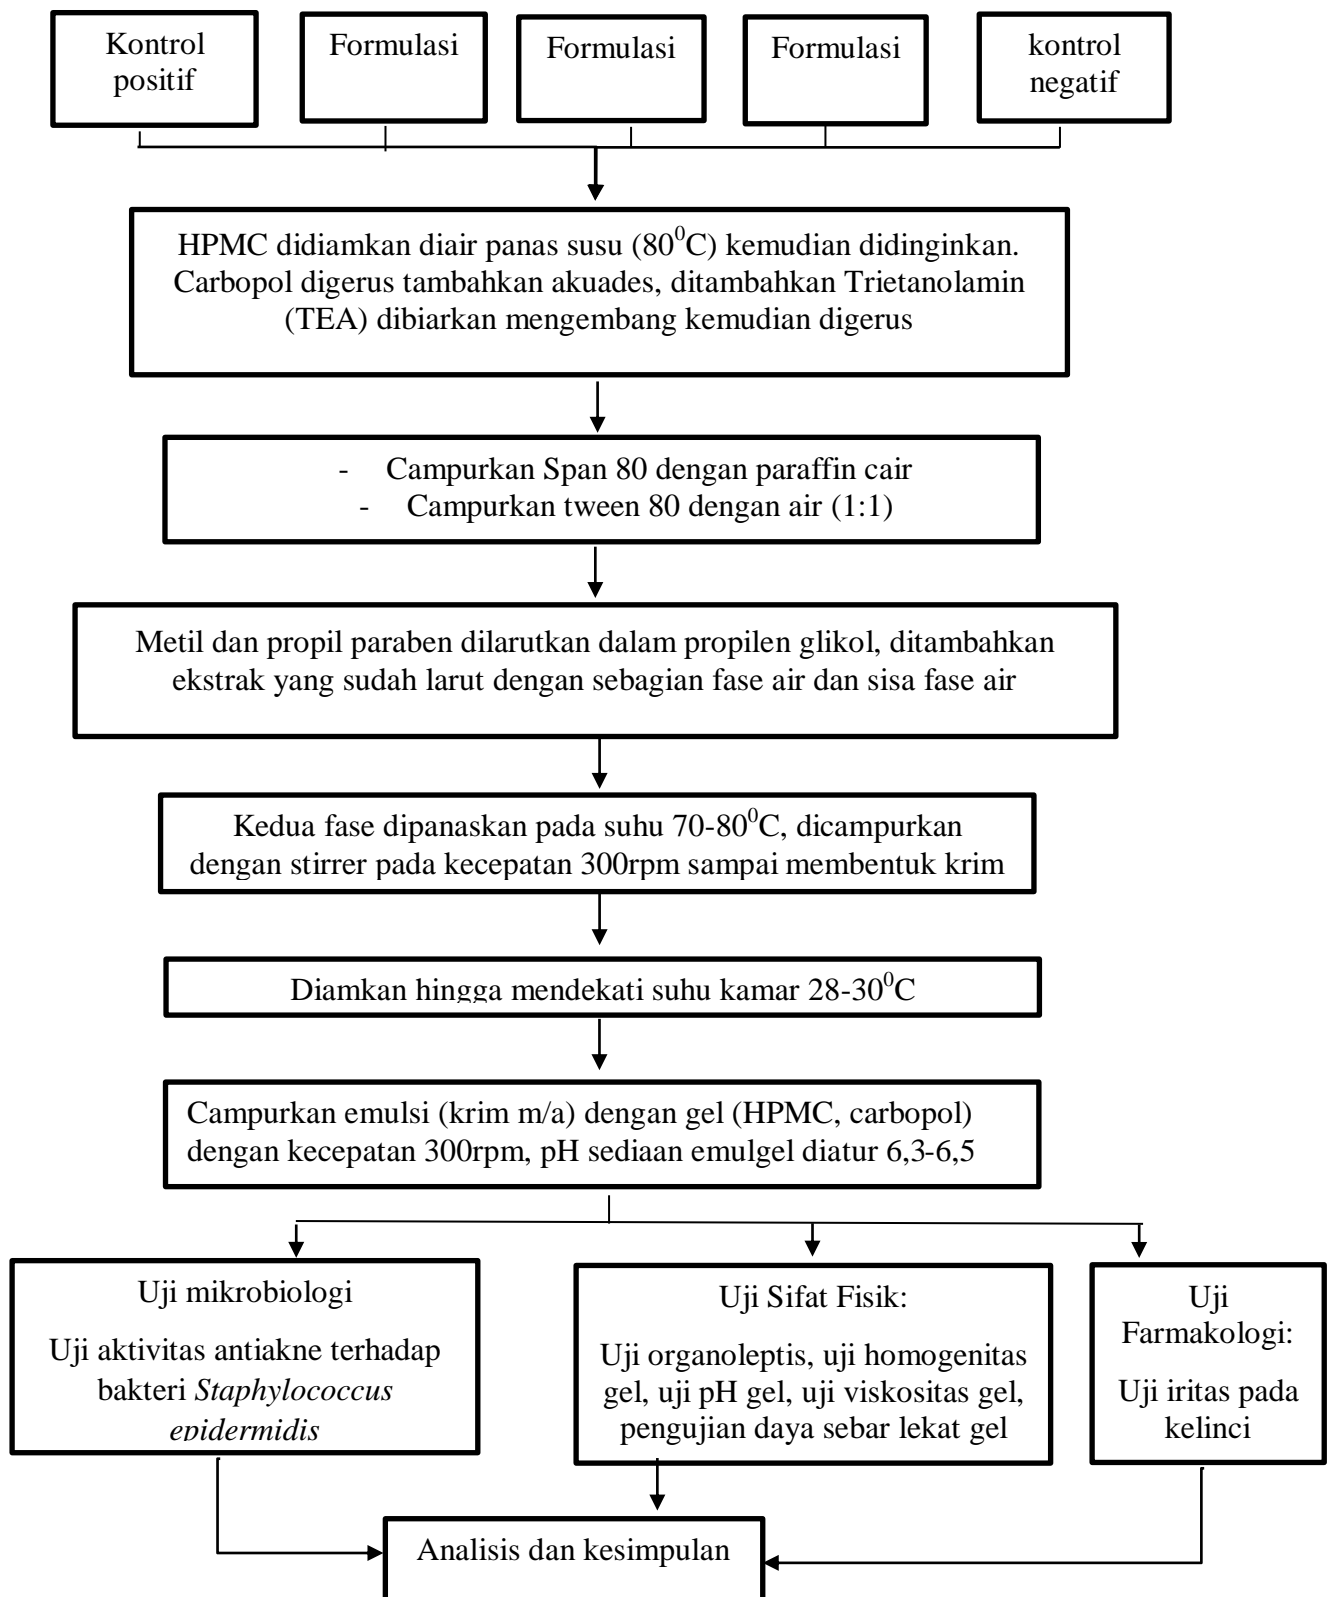 Kontrol
positif
Formulasi
Formulasi
Formulasi
kontrol
negatif
HPMC didiamkan diair panas susu (80⁰C) kemudian didinginkan.
Carbopol digerus tambahkan akuades, ditambahkan Trietanolamin
(TEA) dibiarkan mengembang kemudian digerus
- Campurkan Span 80 dengan paraffin cair
- Campurkan tween 80 dengan air (1:1)
Metil dan propil paraben dilarutkan dalam propilen glikol, ditambahkan
ekstrak yang sudah larut dengan sebagian fase air dan sisa fase air
Kedua fase dipanaskan pada suhu 70-80⁰C, dicampurkan
dengan stirrer pada kecepatan 300rpm sampai membentuk krim
Diamkan hingga mendekati suhu kamar 28-30⁰C
Campurkan emulsi (krim m/a) dengan gel (HPMC, carbopol)
dengan kecepatan 300rpm, pH sediaan emulgel diatur 6,3-6,5
Uji mikrobiologi
Uji aktivitas antiakne terhadap
bakteri Staphylococcus
epidermidis
Uji Sifat Fisik:
Uji organoleptis, uji homogenitas
gel, uji pH gel, uji viskositas gel,
pengujian daya sebar lekat gel
Uji
Farmakologi:
Uji iritas pada
kelinci
Analisis dan kesimpulan